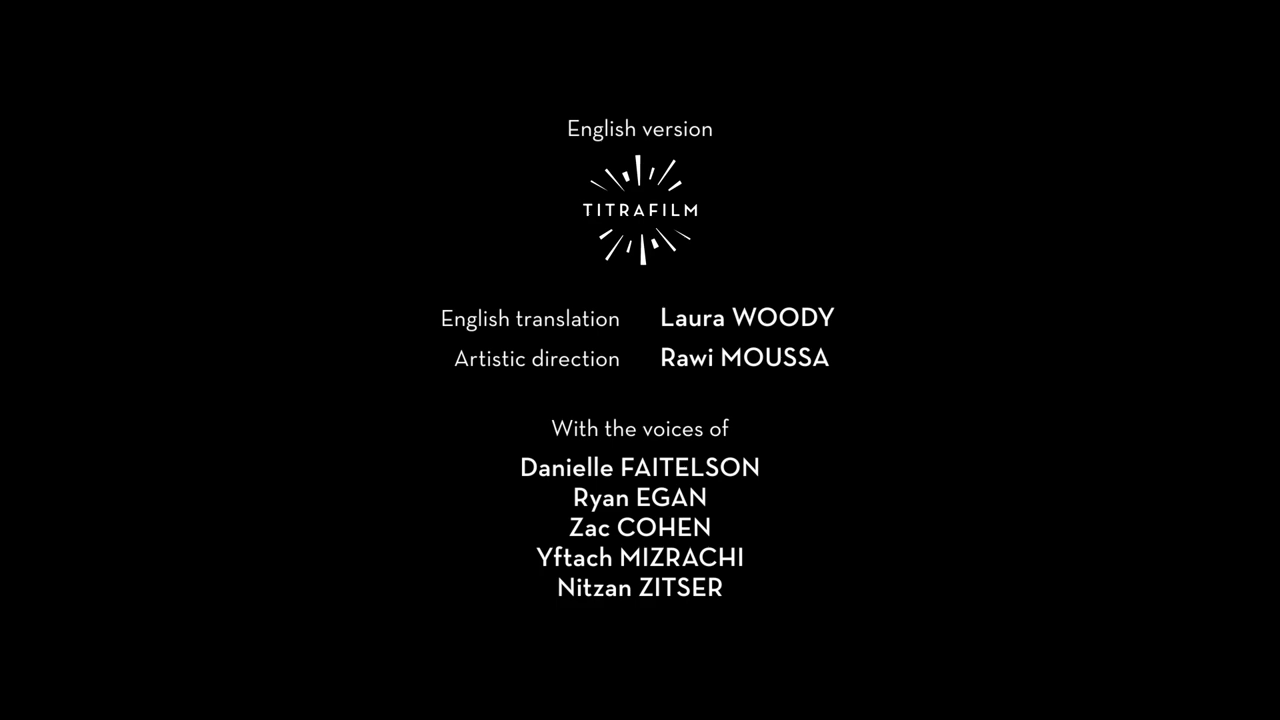 English version
TITRAFILM
English translation Laura WOODY
Artistic direction Rawi MOUSSA
With the voices of
Danielle FAITELSON
Ryan EGAN
Zac COHEN
Yftach MIZRACHI
Nitzan ZITSER